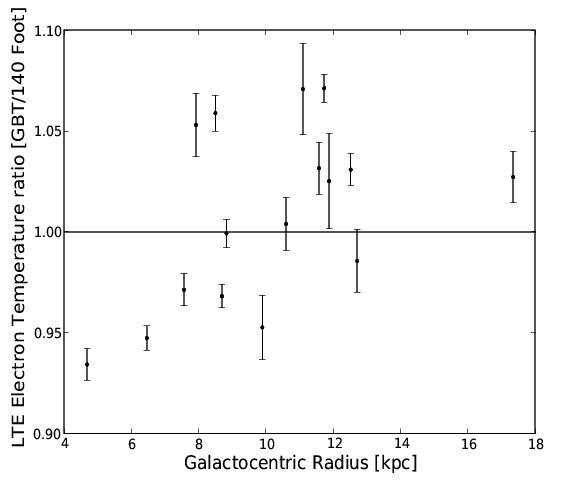 LTE Electron Temperature ratio [GBT/140 Foot]
1.10
1.05
1.00
0.95
0.90
4 6 8 10 12 14 16 18
Galactocentric Radius [kpc]